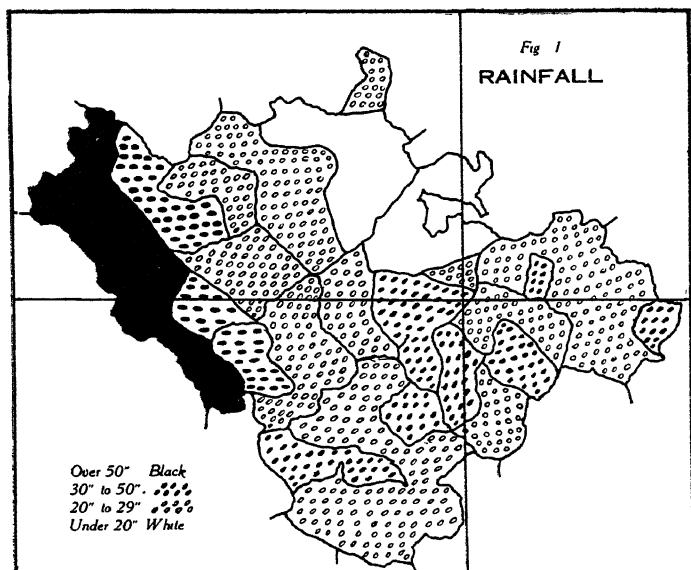 Fig 1
RAINFALL
Over 50" Black
30" to 50".
20" to 29"
Under 20" White